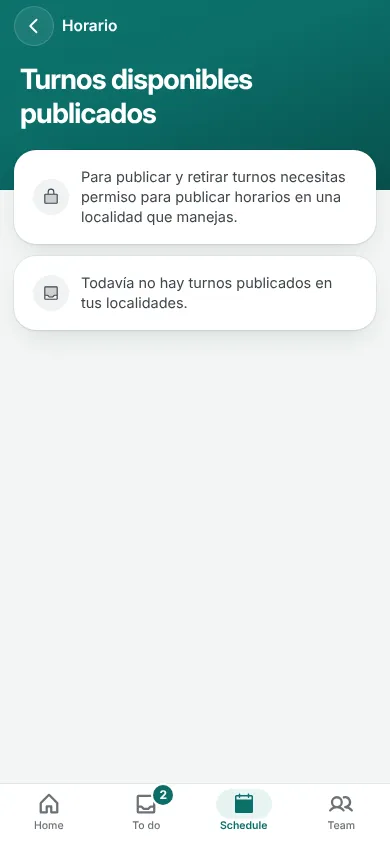 Horario
Turnos disponibles
publicados
Para publicar y retirar turnos necesitas
permiso para publicar horarios en una
localidad que manejas.
Todavía no hay turnos publicados en
tus localidades.
2
Home
To do
Schedule
Team